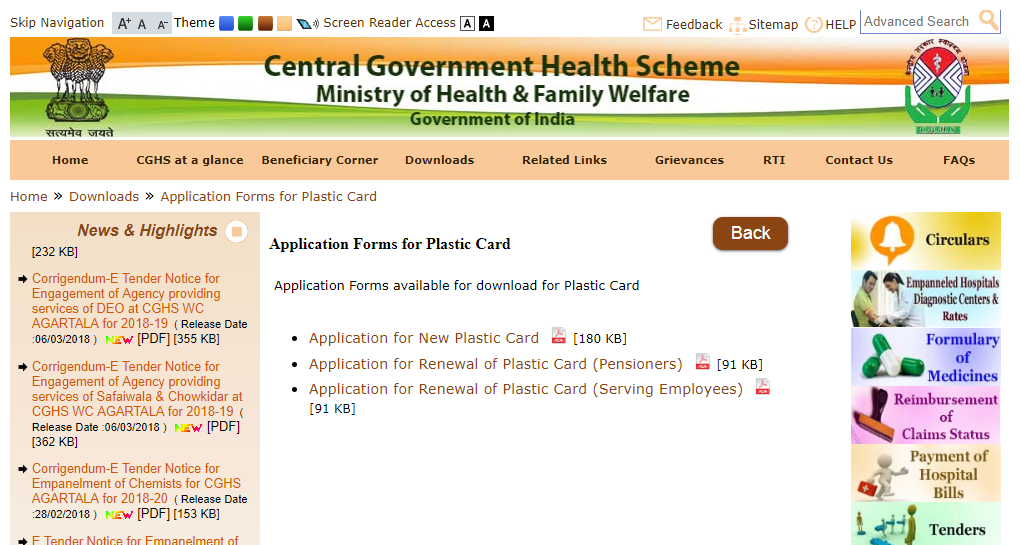 Skip Navigation A+ A A- Theme Screen Reader Access A A Feedback Sitemap HELP Advanced Search
Central Government Health Scheme
Ministry of Health & Family Welfare
Government of India
सत्यमेव जयते
Home CGHS at a glance Beneficiary Corner Downloads Related Links Grievances RTI Contact Us FAQs
Home » Downloads » Application Forms for Plastic Card
News & Highlights
[232 KB]
Corrigendum-E Tender Notice for
Engagement of Agency providing
services of DEO at CGHS WC
AGARTALA for 2018-19 ( Release Date
:06/03/2018 ) NEW [PDF] [355 KB]
Corrigendum-E Tender Notice for
Engagement of Agency providing
services of Safaiwala & Chowkidar at
CGHS WC AGARTALA for 2018-19 (
Release Date :06/03/2018 ) NEW [PDF]
[362 KB]
Corrigendum-E Tender Notice for
Empanelment of Chemists for CGHS
AGARTALA for 2018-20 ( Release Date
:28/02/2018 ) NEW [PDF] [153 KB]
E Tender Notice for Empanelment of
Application Forms for Plastic Card
Back
Application Forms available for download for Plastic Card
Application for New Plastic Card [180 KB]
Application for Renewal of Plastic Card (Pensioners) [91 KB]
Application for Renewal of Plastic Card (Serving Employees)
[91 KB]
Circulars
Empanneled Hospitals
Diagnostic Centers &
Rates
Formulary
of
Medicines
Reimbursement
of
Claims Status
Payment of
Hospital
Bills
Tenders